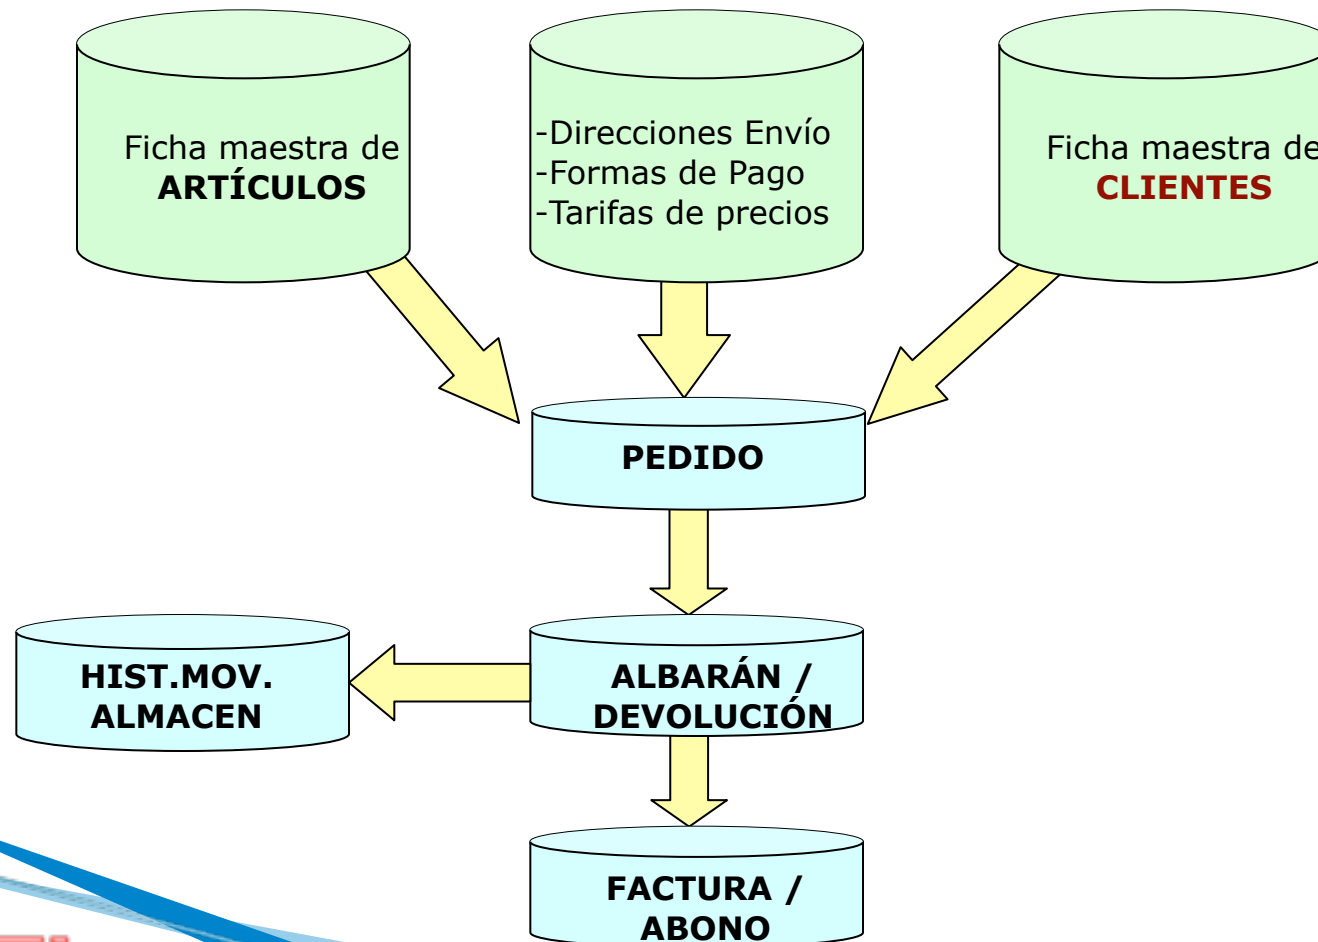 Ficha maestra de
ARTÍCULOS
-Direcciones Envío
-Formas de Pago
-Tarifas de precios
Ficha maestra de
CLIENTES
PEDIDO
HIST.MOV.
ALMACEN
ALBARÁN /
DEVOLUCIÓN
FACTURA /
ABONO